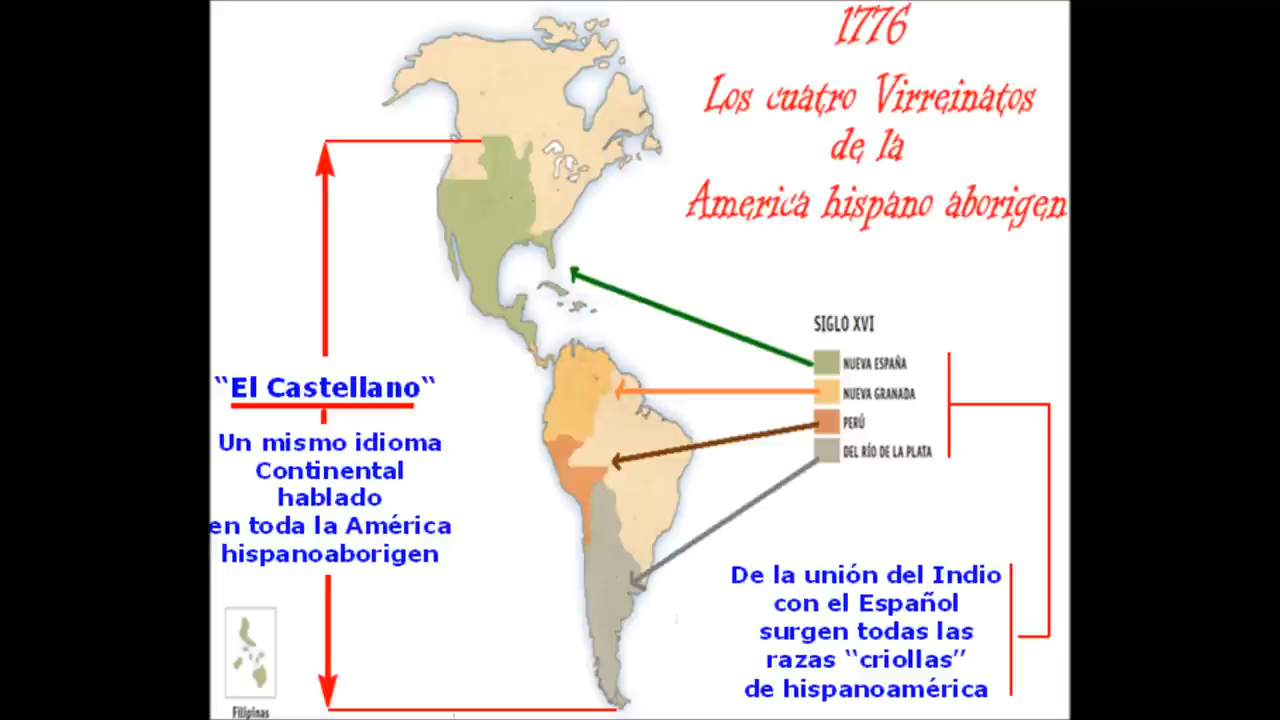 1776
Los cuatro Virreinatos
de la
America hispano aborigen
SIGLO XVI
NUEVA ESPAÑA
NUEVA GRANADA
PERÚ
DEL RÍO DE LA PLATA
“El Castellano“
Un mismo idioma
Continental
hablado
en toda la América
hispanoaborigen
De la unión del Indio
con el Español
surgen todas las
razas “criollas”
de hispanoamérica
Filipinas